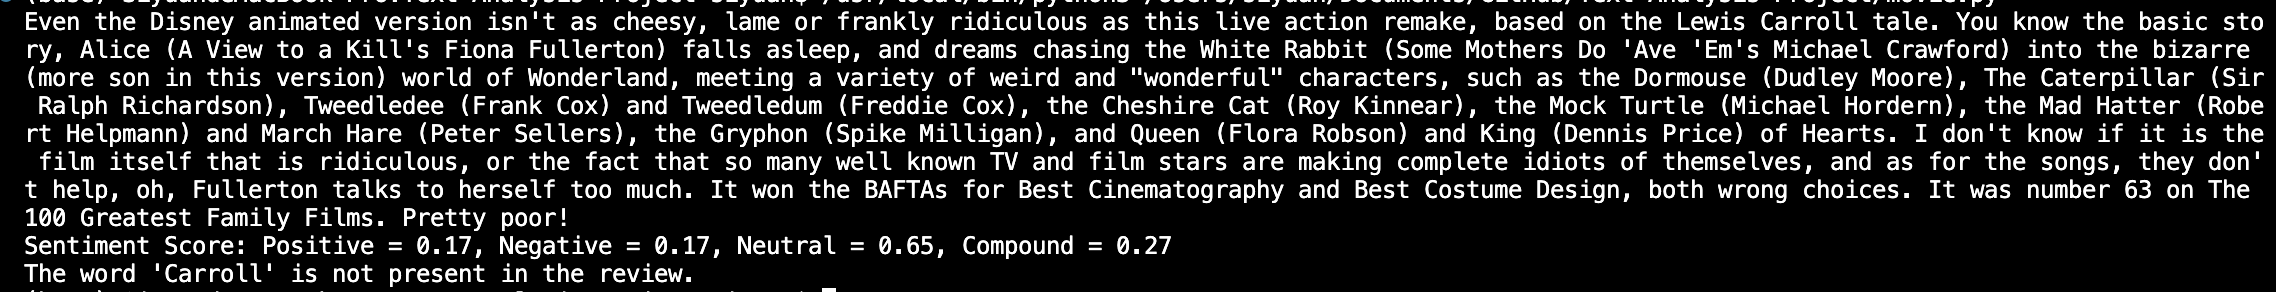 Even the Disney animated version isn't as cheesy, lame or frankly ridiculous as this live action remake, based on the Lewis Carroll tale. You know the basic sto
ry, Alice (A View to a Kill's Fiona Fullerton) falls asleep, and dreams chasing the White Rabbit (Some Mothers Do 'Ave 'Em's Michael Crawford) into the bizarre
(more son in this version) world of Wonderland, meeting a variety of weird and "wonderful" characters, such as the Dormouse (Dudley Moore), The Caterpillar (Sir
Ralph Richardson), Tweedledee (Frank Cox) and Tweedledum (Freddie Cox), the Cheshire Cat (Roy Kinnear), the Mock Turtle (Michael Hordern), the Mad Hatter (Robe
rt Helpmann) and March Hare (Peter Sellers), the Gryphon (Spike Milligan), and Queen (Flora Robson) and King (Dennis Price) of Hearts. I don't know if it is the
film itself that is ridiculous, or the fact that so many well known TV and film stars are making complete idiots of themselves, and as for the songs, they don'
t help, oh, Fullerton talks to herself too much. It won the BAFTAs for Best Cinematography and Best Costume Design, both wrong choices. It was number 63 on The
100 Greatest Family Films. Pretty poor!
Sentiment Score: Positive = 0.17, Negative = 0.17, Neutral = 0.65, Compound = 0.27
The word 'Carroll' is not present in the review.